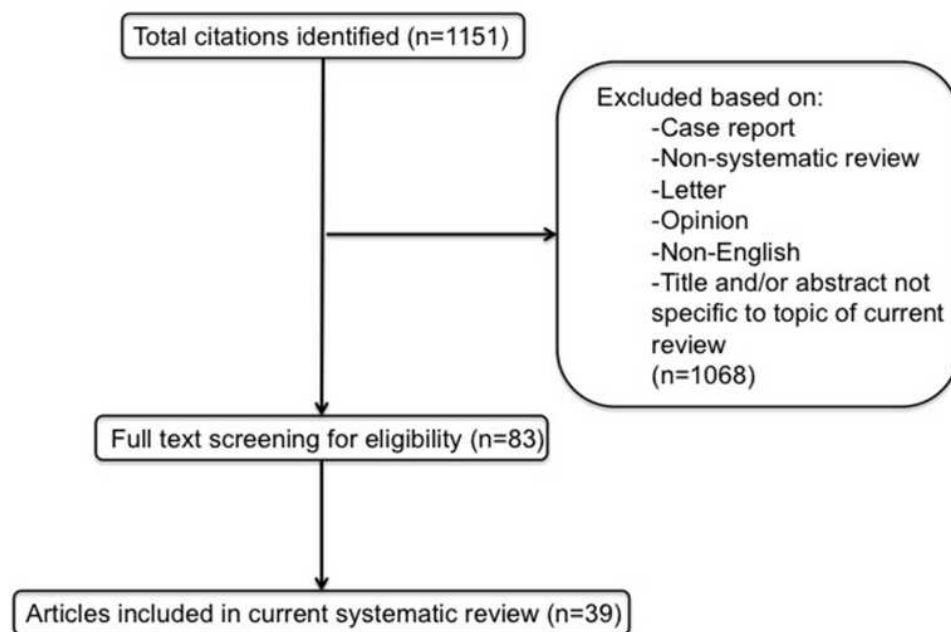 Total citations identified (n=1151)
Excluded based on:
-Case report
-Non-systematic review
-Letter
-Opinion
-Non-English
-Title and/or abstract not
specific to topic of current
review
(n=1068)
Full text screening for eligibility (n=83)
Articles included in current systematic review (n=39)